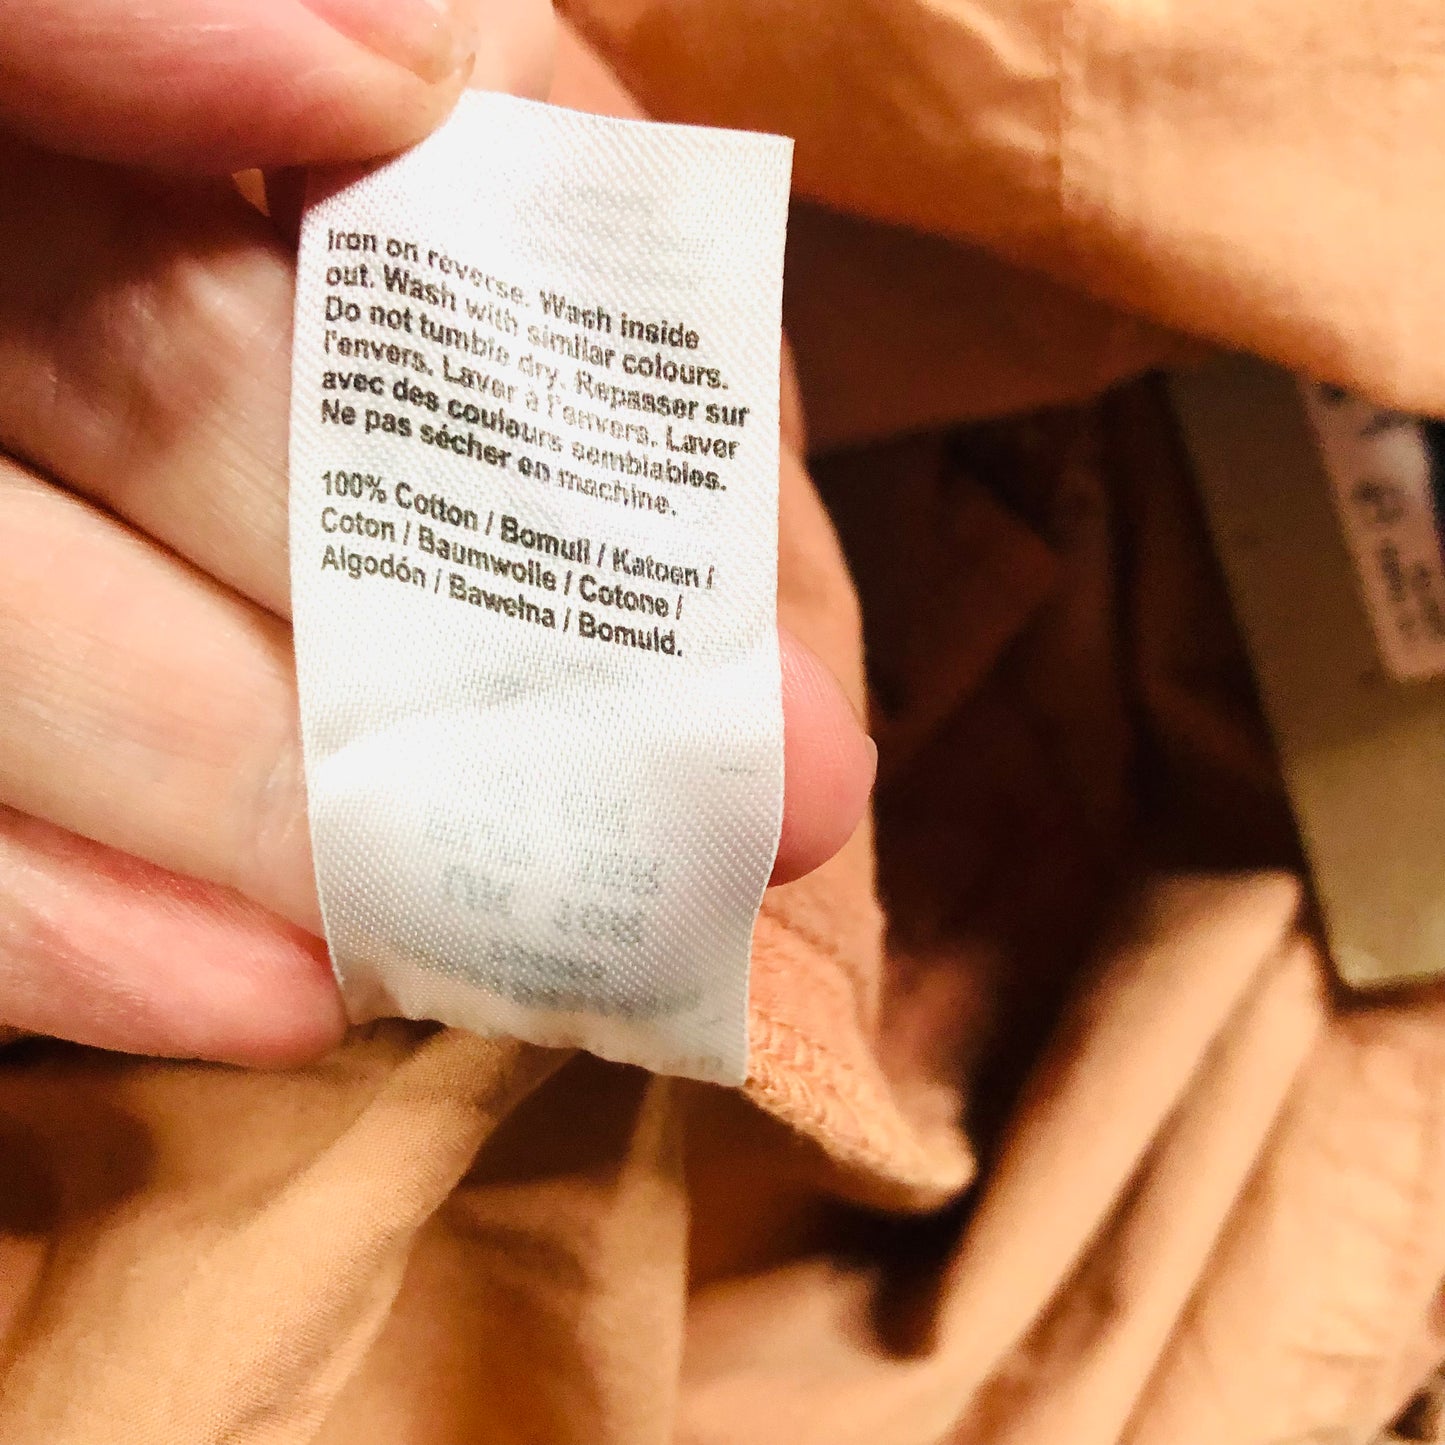 Iron on reverse. Wash inside
out. Wash with similar colours.
Do not tumble dry. Repasser sur
l'envers. Laver à l'envers. Laver
avec des couleurs semblables.
Ne pas sécher en machine.
100% Cotton / Bomull / Katoen /
Coton / Baumwolle / Cotone /
Algodón / Bawełna / Bomuld.